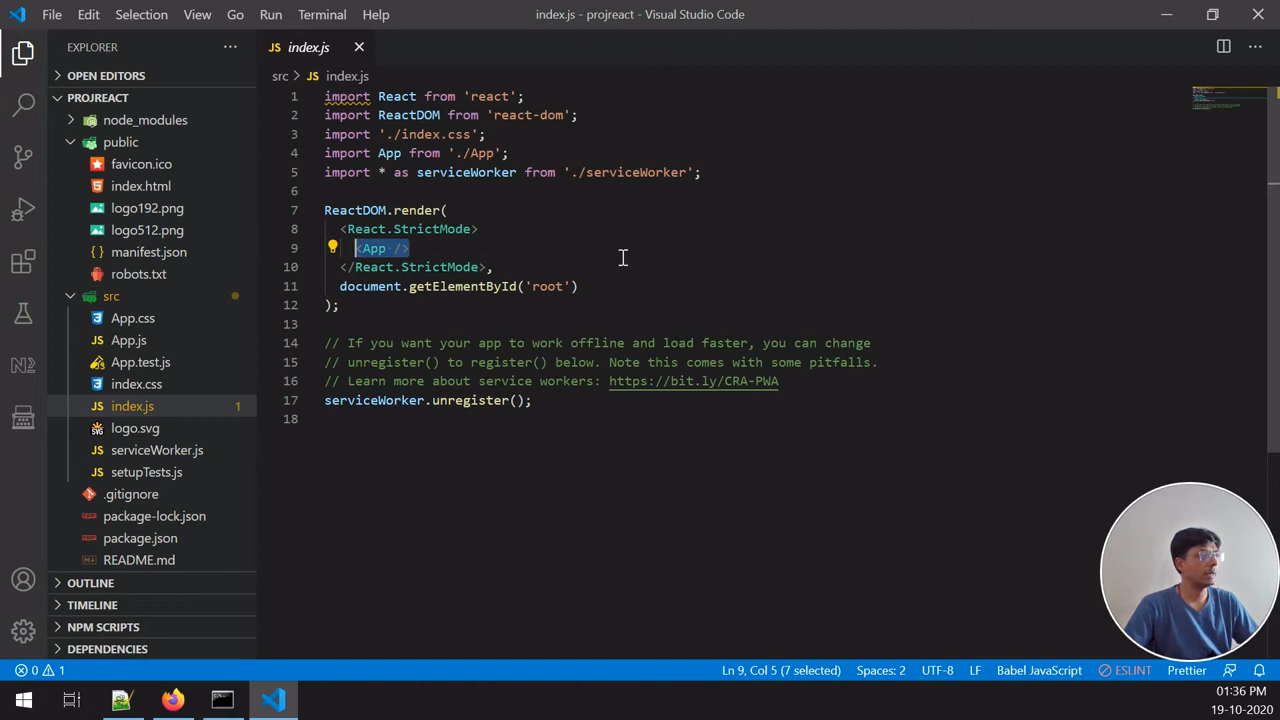 File Edit Selection View Go Run Terminal Help
index.js - projreact - Visual Studio Code
EXPLORER
OPEN EDITORS
PROJREACT
node_modules
public
favicon.ico
index.html
logo192.png
logo512.png
manifest.json
robots.txt
src
App.css
JS App.js
App.test.js
index.css
JS index.js 1
logo.svg
JS serviceWorker.js
JS setupTests.js
.gitignore
package-lock.json
package.json
README.md
OUTLINE
TIMELINE
NPM SCRIPTS
DEPENDENCIES
JS index.js
src > JS index.js
1 import React from 'react';
2 import ReactDOM from 'react-dom';
3 import './index.css';
4 import App from './App';
5 import * as serviceWorker from './serviceWorker';
6
7 ReactDOM.render(
8 <React.StrictMode>
9 <App />
10 </React.StrictMode>,
11 document.getElementById('root')
12 );
13
14 // If you want your app to work offline and load faster, you can change
15 // unregister() to register() below. Note this comes with some pitfalls.
16 // Learn more about service workers: https://bit.ly/CRA-PWA
17 serviceWorker.unregister();
18
0 1 Ln 9, Col 5 (7 selected) Spaces: 2 UTF-8 LF Babel JavaScript ESLINT Prettier
01:36 PM
19-10-2020